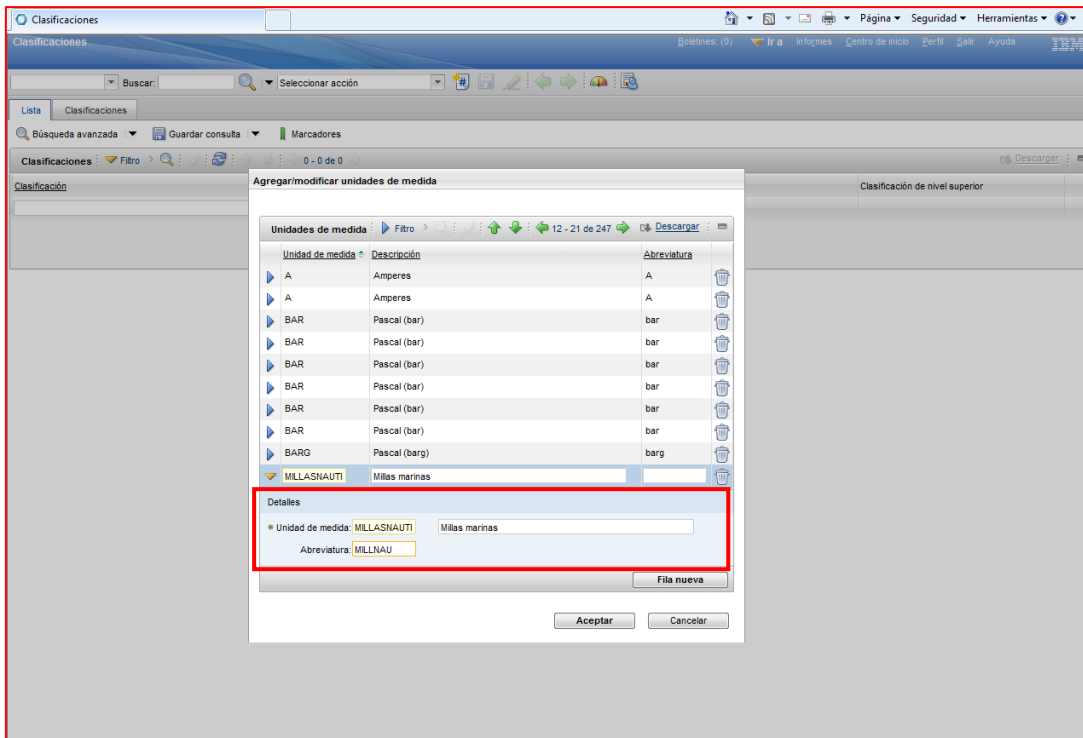 Clasificaciones Página Seguridad Herramientas
Clasificaciones Boletines: (0) Ir a Informes Centro de inicio Perfil Salir Ayuda IBM
Buscar: Seleccionar acción
Lista Clasificaciones
Búsqueda avanzada Guardar consulta Marcadores
Clasificaciones Filtro 0 - 0 de 0 Descargar
Clasificación Clasificación de nivel superior
Agregar/modificar unidades de medida
Unidades de medida Filtro 12 - 21 de 247 Descargar
Unidad de medida Descripción Abreviatura
A Amperes A
A Amperes A
BAR Pascal (bar) bar
BAR Pascal (bar) bar
BAR Pascal (bar) bar
BAR Pascal (bar) bar
BAR Pascal (bar) bar
BAR Pascal (bar) bar
BARG Pascal (barg) barg
MILLASNAUTI Millas marinas
Detalles
Unidad de medida: MILLASNAUTI Millas marinas
Abreviatura: MILLNAU
Fila nueva
Aceptar Cancelar